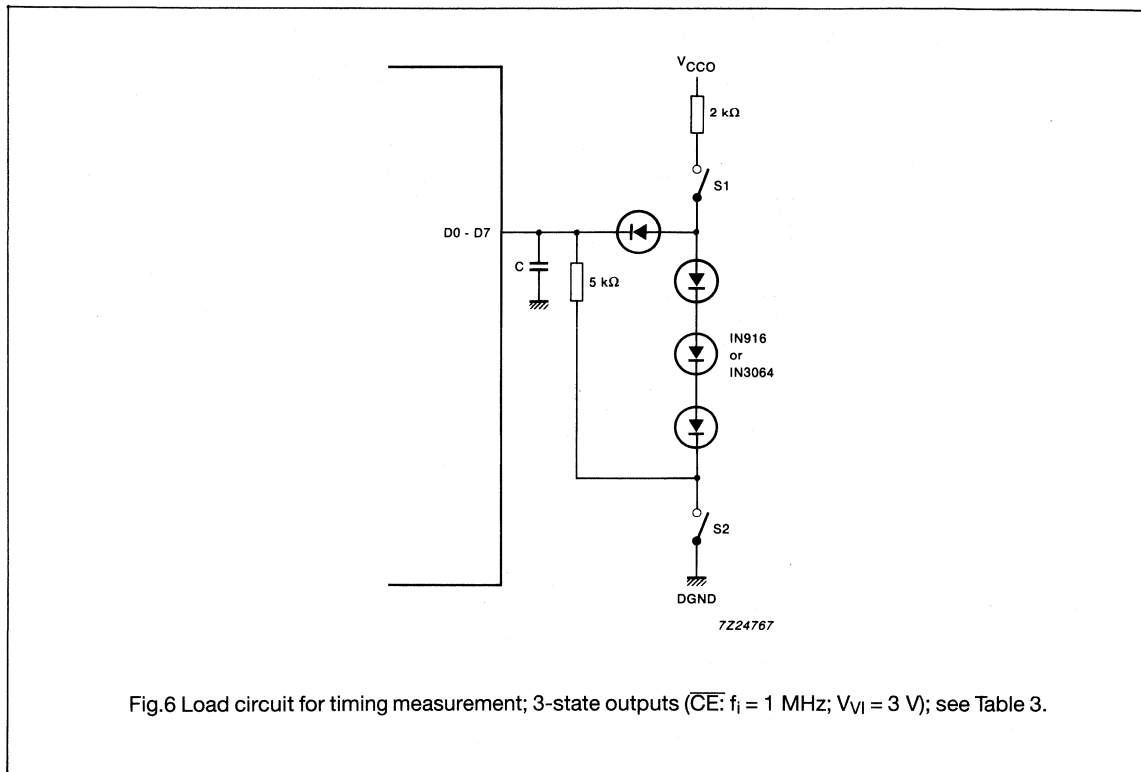 VCCO
2 kΩ
S1
D0 - D7
C
5 kΩ
IN916
or
IN3064
S2
DGND
7Z24767
Fig.6 Load circuit for timing measurement; 3-state outputs (C̅E̅: fi = 1 MHz; VVI = 3 V); see Table 3.